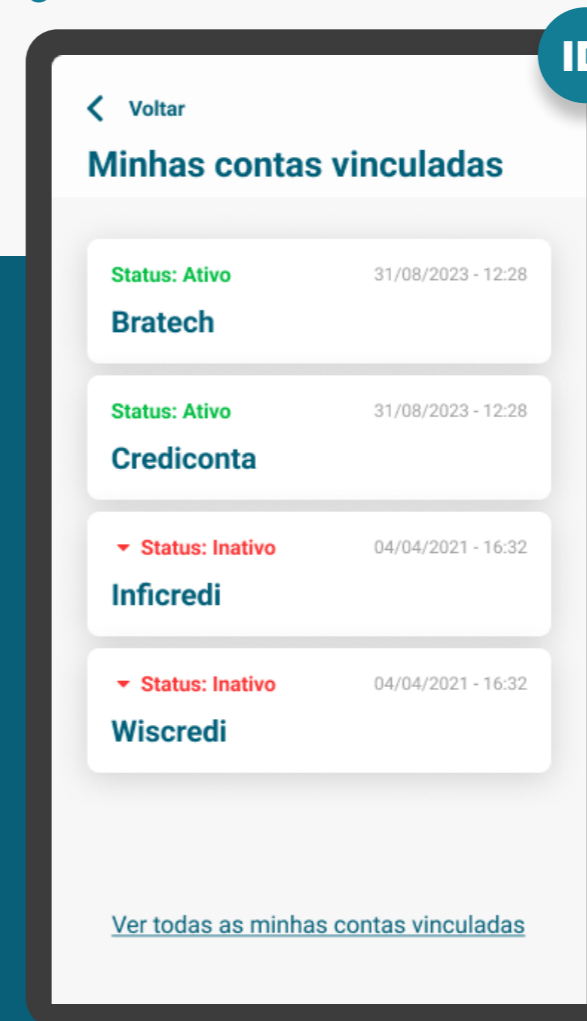 Voltar
Minhas contas vinculadas
Status: Ativo 31/08/2023 - 12:28
Bratech
Status: Ativo 31/08/2023 - 12:28
Crediconta
Status: Inativo 04/04/2021 - 16:32
Inficredi
Status: Inativo 04/04/2021 - 16:32
Wiscredi
Ver todas as minhas contas vinculadas